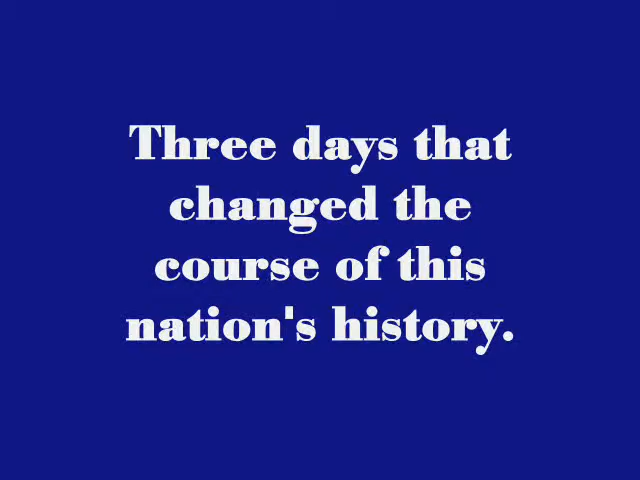 Three days that
changed the
course of this
nation's history.